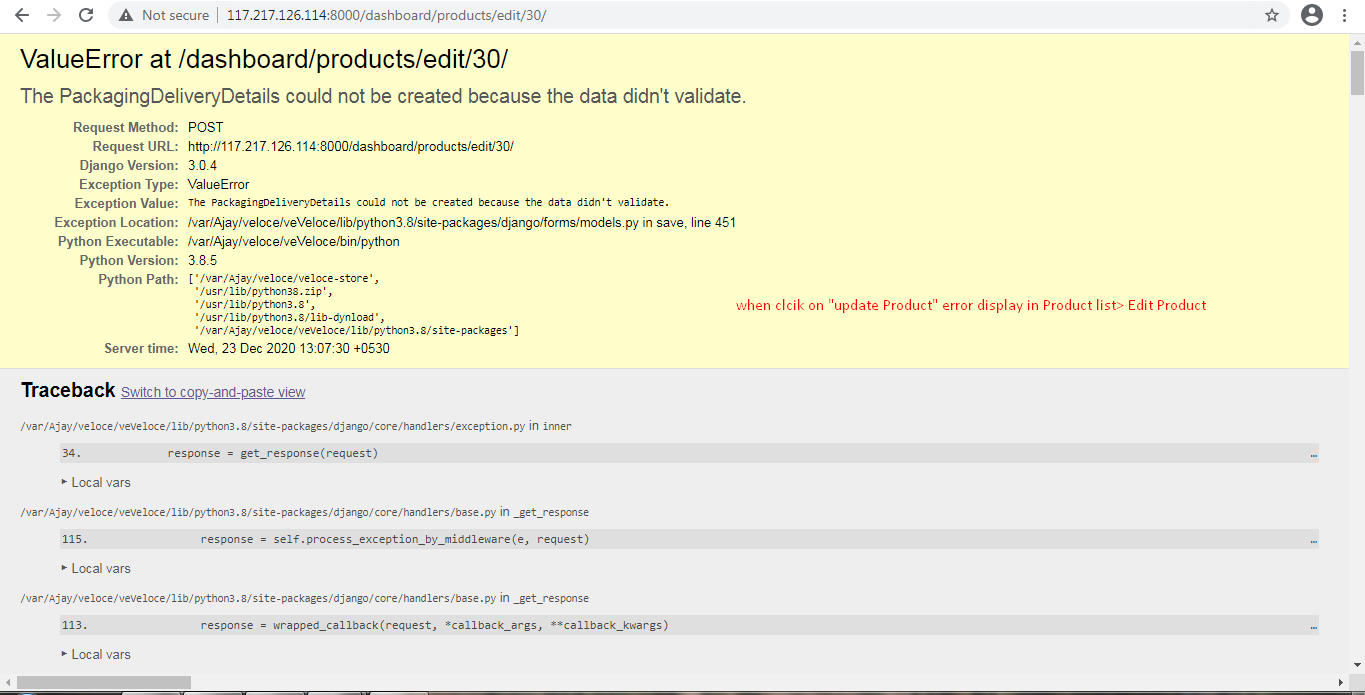 Not secure | 117.217.126.114:8000/dashboard/products/edit/30/
ValueError at /dashboard/products/edit/30/
The PackagingDeliveryDetails could not be created because the data didn't validate.
Request Method: POST
Request URL: http://117.217.126.114:8000/dashboard/products/edit/30/
Django Version: 3.0.4
Exception Type: ValueError
Exception Value: The PackagingDeliveryDetails could not be created because the data didn't validate.
Exception Location: /var/Ajay/veloce/veVeloce/lib/python3.8/site-packages/django/forms/models.py in save, line 451
Python Executable: /var/Ajay/veloce/veVeloce/bin/python
Python Version: 3.8.5
Python Path: ['/var/Ajay/veloce/veloce-store',
'/usr/lib/python38.zip',
'/usr/lib/python3.8',
'/usr/lib/python3.8/lib-dynload',
'/var/Ajay/veloce/veVeloce/lib/python3.8/site-packages']
when clcik on "update Product" error display in Product list> Edit Product
Server time: Wed, 23 Dec 2020 13:07:30 +0530
Traceback Switch to copy-and-paste view
/var/Ajay/veloce/veVeloce/lib/python3.8/site-packages/django/core/handlers/exception.py in inner
34. response = get_response(request) …
▸ Local vars
/var/Ajay/veloce/veVeloce/lib/python3.8/site-packages/django/core/handlers/base.py in _get_response
115. response = self.process_exception_by_middleware(e, request) …
▸ Local vars
/var/Ajay/veloce/veVeloce/lib/python3.8/site-packages/django/core/handlers/base.py in _get_response
113. response = wrapped_callback(request, *callback_args, **callback_kwargs) …
▸ Local vars